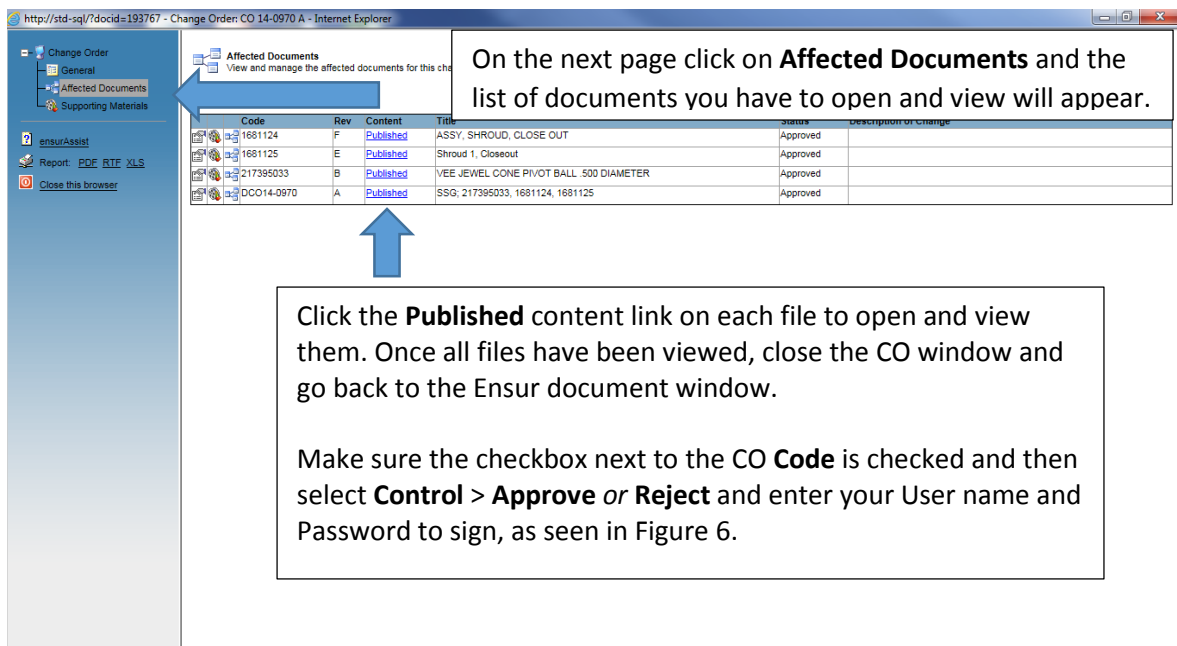 http://std-sql/?docid=193767 - Change Order: CO 14-0970 A - Internet Explorer
Change Order
General
Affected Documents
Supporting Materials
ensurAssist
Report: PDF RTF XLS
Close this browser
Affected Documents
View and manage the affected documents for this cha
On the next page click on Affected Documents and the
list of documents you have to open and view will appear.
Code Rev Content Title Status Description of Change
1681124 F Published ASSY, SHROUD, CLOSE OUT Approved
1681125 E Published Shroud 1, Closeout Approved
217395033 B Published VEE JEWEL CONE PIVOT BALL .500 DIAMETER Approved
DCO14-0970 A Published SSG; 217395033, 1681124, 1681125 Approved
Click the Published content link on each file to open and view
them. Once all files have been viewed, close the CO window and
go back to the Ensur document window.
Make sure the checkbox next to the CO Code is checked and then
select Control > Approve or Reject and enter your User name and
Password to sign, as seen in Figure 6.